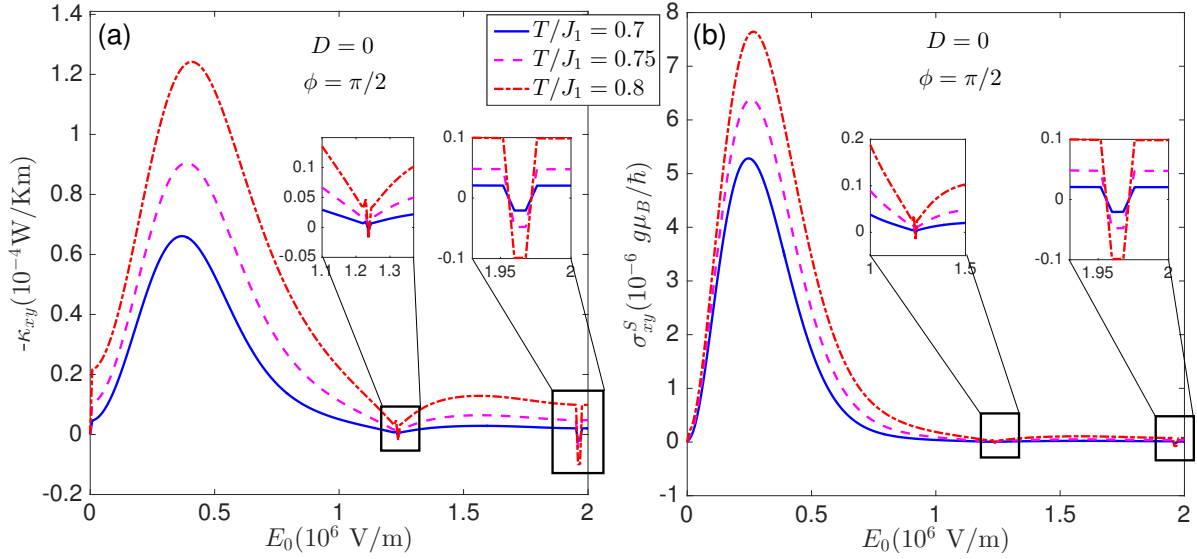 (a)
D = 0
ϕ = π/2
T/J₁ = 0.7
T/J₁ = 0.75
T/J₁ = 0.8
1.4
1.2
1
0.8
0.6
0.4
0.2
0
-0.2
-κxy(10⁻⁴W/Km)
0.1
0.05
0
-0.05
1.1 1.2 1.3
0.1
0
-0.1
1.95 2
0 0.5 1 1.5 2
E₀(10⁶ V/m)
(b)
D = 0
ϕ = π/2
8
7
6
5
4
3
2
1
0
-1
σˢxy(10⁻⁶ gμB/ℏ)
0.2
0.1
0
1 1.5
0.1
0
-0.1
1.95 2
0 0.5 1 1.5 2
E₀(10⁶ V/m)